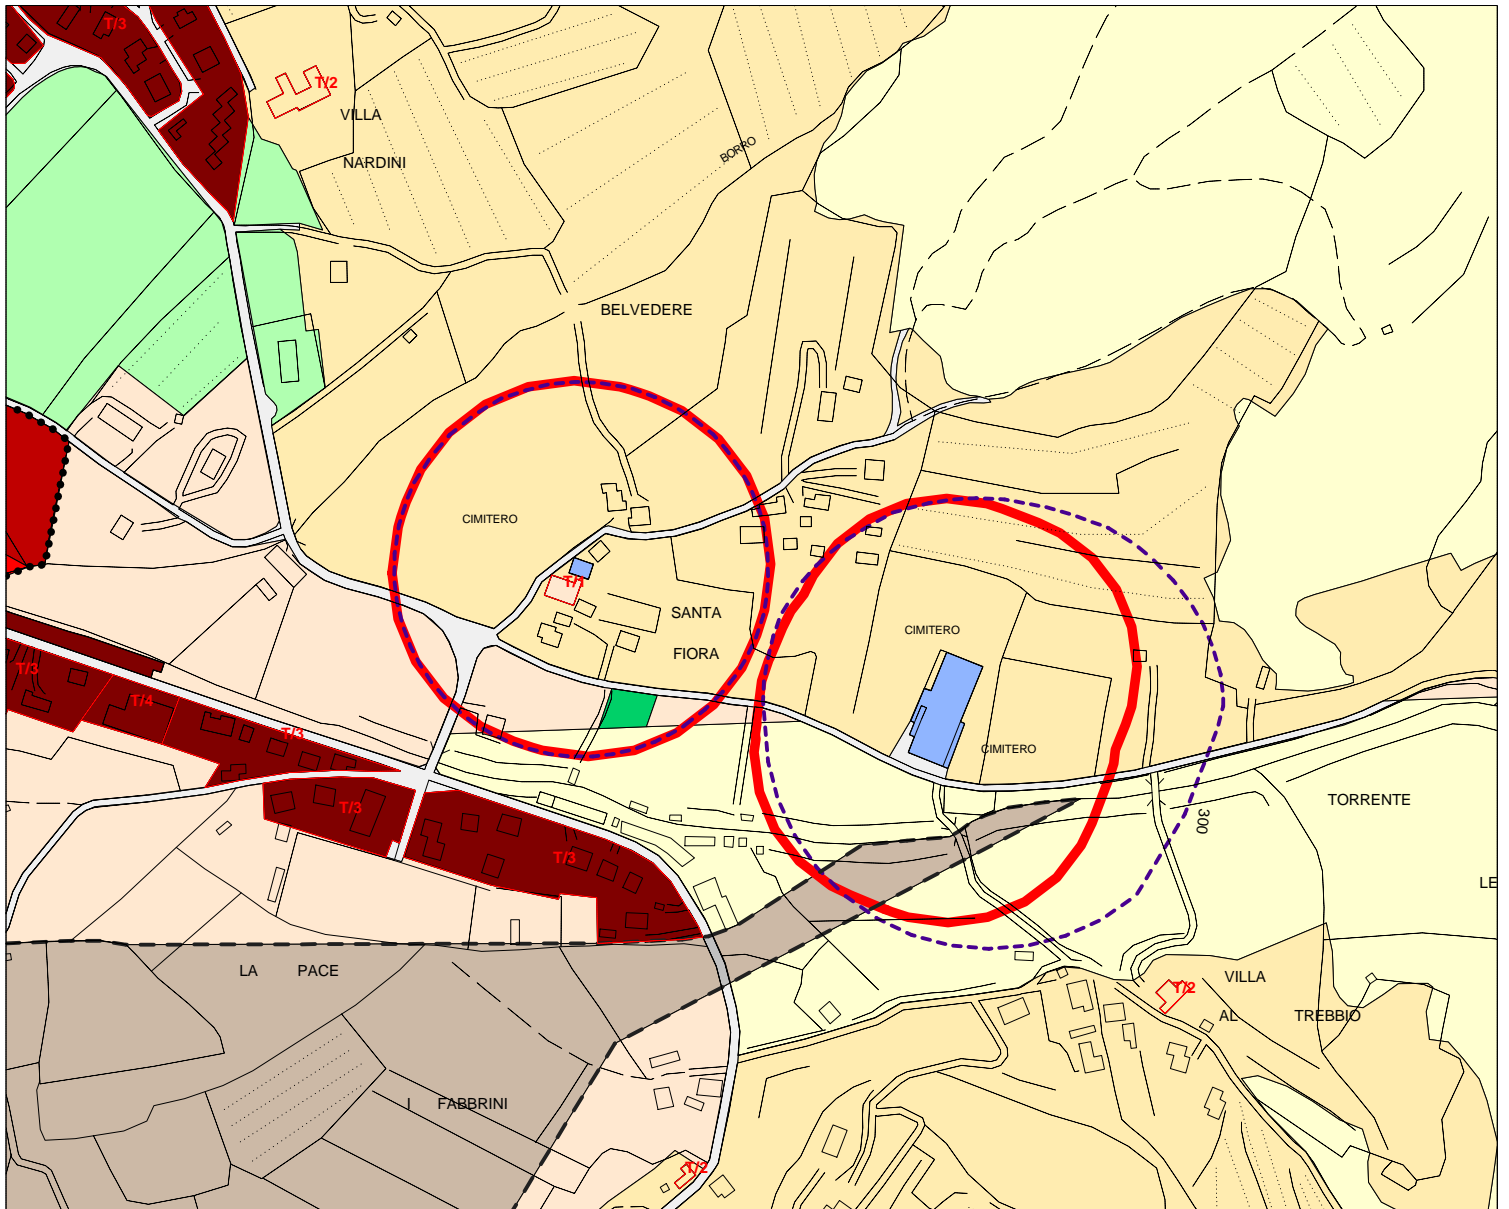 T/3
T/2
VILLA
NARDINI
BORRO
BELVEDERE
CIMITERO
T/1
SANTA
FIORA
CIMITERO
T/3
T/4
T/3
CIMITERO
T/3
TORRENTE
300
T/3
LE
LA PACE
VILLA
T/2
AL TREBBIO
I FABBRINI
T/2